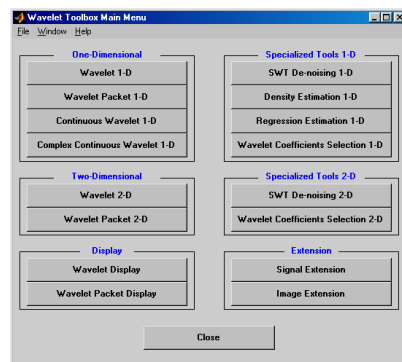 Wavelet Toolbox Main Menu
File Window Help
One-Dimensional
Wavelet 1-D
Wavelet Packet 1-D
Continuous Wavelet 1-D
Complex Continuous Wavelet 1-D
Specialized Tools 1-D
SWT De-noising 1-D
Density Estimation 1-D
Regression Estimation 1-D
Wavelet Coefficients Selection 1-D
Two-Dimensional
Wavelet 2-D
Wavelet Packet 2-D
Specialized Tools 2-D
SWT De-noising 2-D
Wavelet Coefficients Selection 2-D
Display
Wavelet Display
Wavelet Packet Display
Extension
Signal Extension
Image Extension
Close